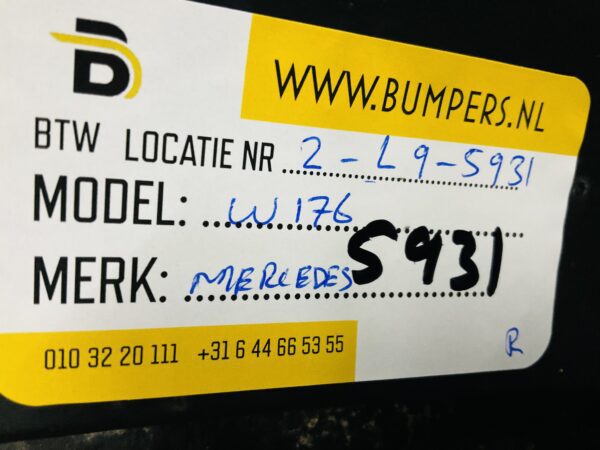 B
WWW.BUMPERS.NL
BTW LOCATIE NR 2-L9-5931
MODEL: W176
MERK: MERCEDES 5931
010 32 20 111 +31 6 44 66 53 55
R